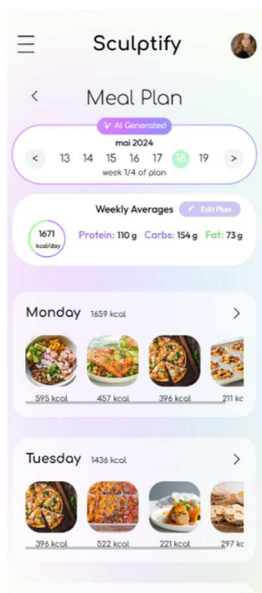 Sculptify
Meal Plan
AI Generated
mai 2024
< 13 14 15 16 17 18 19 >
week 1/4 of plan
Weekly Averages Edit Plan
1671
kcal/day
Protein: 110 g Carbs: 154 g Fat: 73 g
Monday 1659 kcal
595 kcal 457 kcal 396 kcal 211 kc
Tuesday 1436 kcal
396 kcal 522 kcal 221 kcal 297 kc